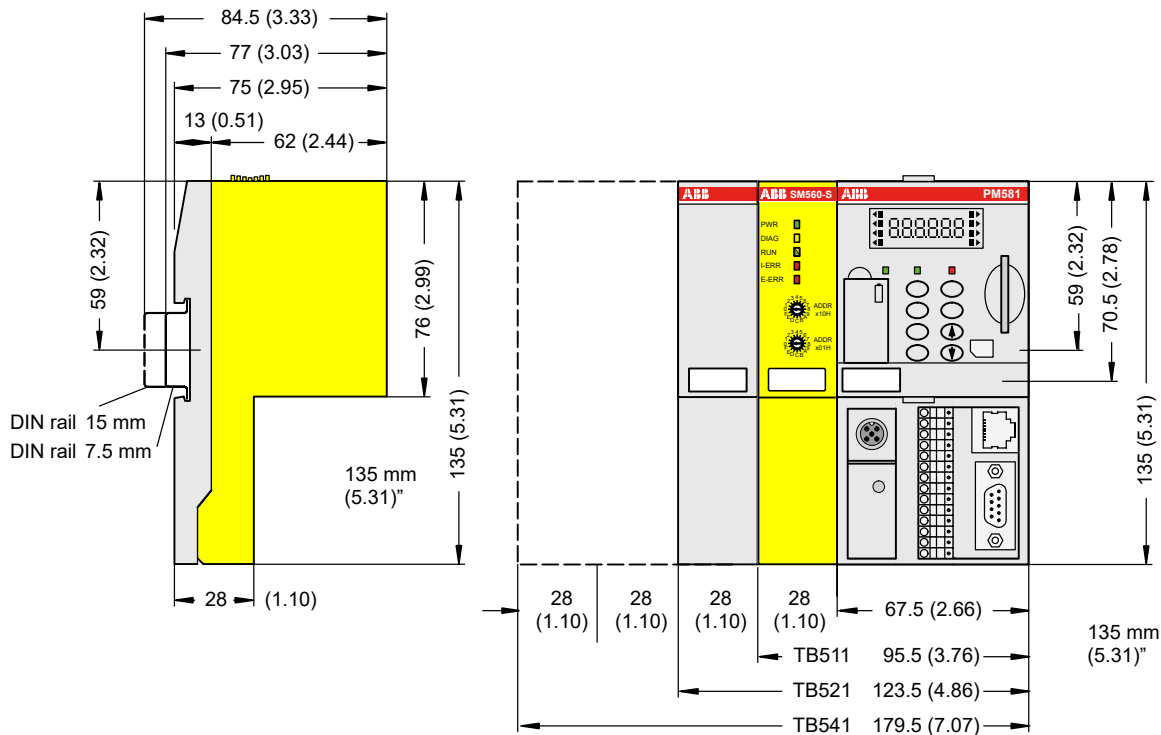 84.5 (3.33)
77 (3.03)
75 (2.95)
13 (0.51)
62 (2.44)
59 (2.32)
76 (2.99)
135 (5.31)
DIN rail 15 mm
DIN rail 7.5 mm
135 mm
(5.31)”
28 (1.10)
ABB
ABB SM560-S
ABB PM581
PWR
DIAG
RUN
I-ERR
E-ERR
ADDR
x10H
ADDR
x01H
59 (2.32)
70.5 (2.78)
135 (5.31)
28
(1.10)
28
(1.10)
28
(1.10)
28
(1.10)
67.5 (2.66)
135 mm
(5.31)”
TB511 95.5 (3.76)
TB521 123.5 (4.86)
TB541 179.5 (7.07)